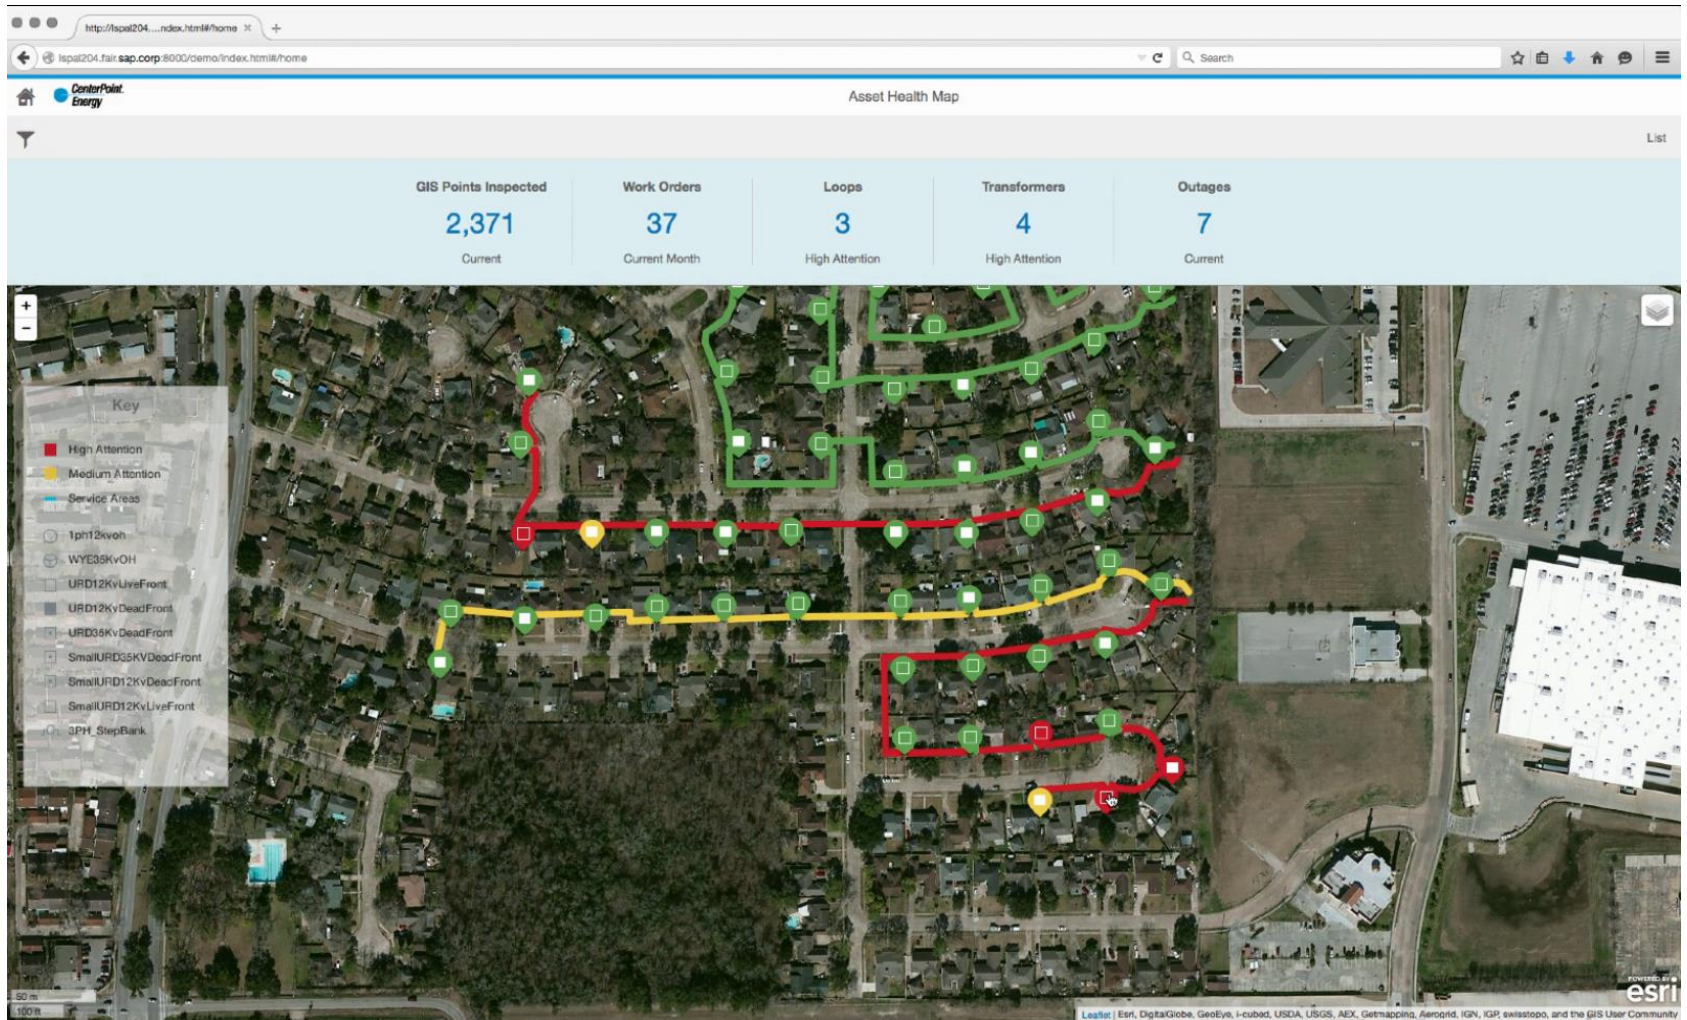 http://lspal204....ndex.html#/home
lspal204.fair.sap.corp:8000/demo/index.html#/home
Search
CenterPoint.
Energy
Asset Health Map
List
GIS Points Inspected
2,371
Current
Work Orders
37
Current Month
Loops
3
High Attention
Transformers
4
High Attention
Outages
7
Current
+
−
Key
High Attention
Medium Attention
Service Areas
1ph12kvoh
WYE35KvOH
URD12KvLiveFront
URD12KvDeadFront
URD35KvDeadFront
SmallURD35KVDeadFront
SmallURD12KvDeadFront
SmallURD12KvLiveFront
3PH_StepBank
50 m
100 ft
POWERED BY
esri
Leaflet | Esri, DigitalGlobe, GeoEye, i-cubed, USDA, USGS, AEX, Getmapping, Aerogrid, IGN, IGP, swisstopo, and the GIS User Community